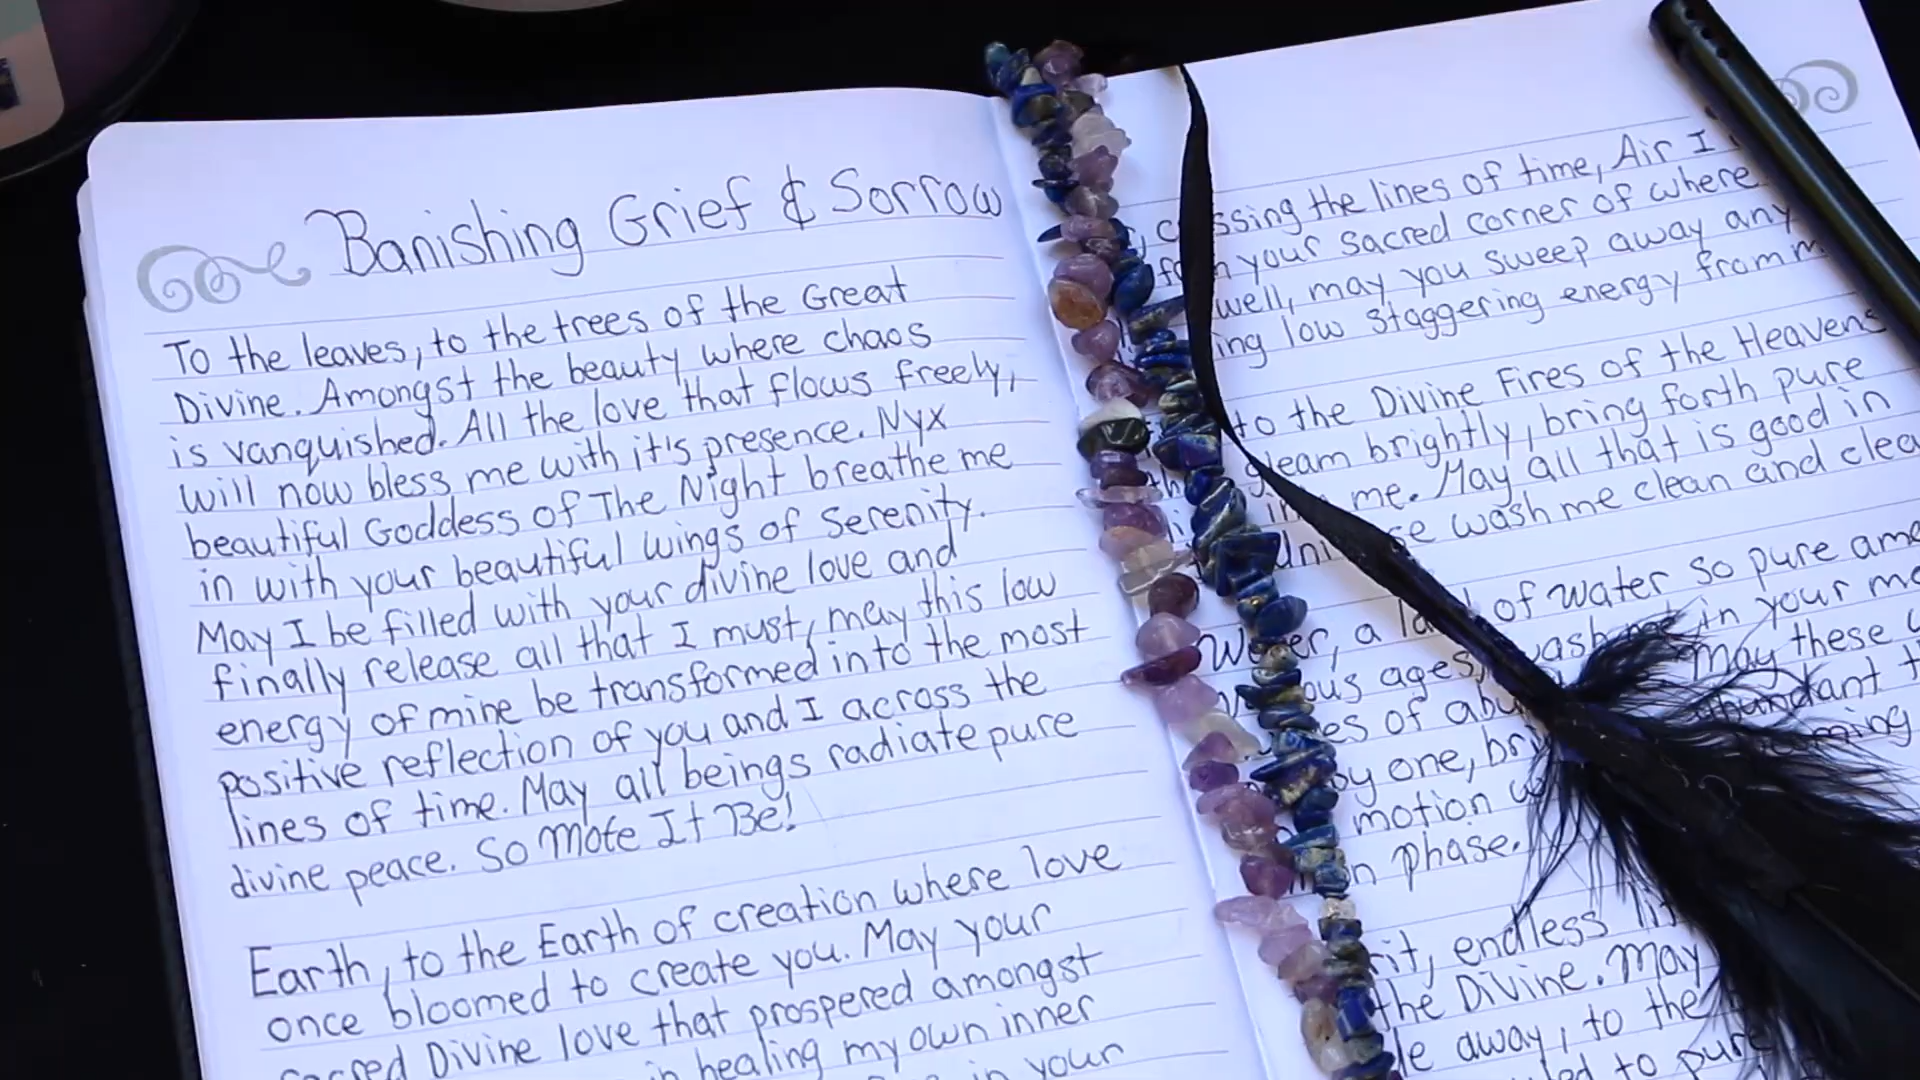 Banishing Grief & Sorrow
To the leaves, to the trees of the Great
Divine. Amongst the beauty where chaos
is vanquished. All the love that flows freely,
will now bless me with it's presence. Nyx
beautiful Goddess of The Night breathe me
in with your beautiful wings of Serenity.
May I be filled with your divine love and
finally release all that I must, may this low
energy of mine be transformed into the most
positive reflection of you and I across the
lines of time. May all beings radiate pure
divine peace. So Mote It Be!
Earth, to the Earth of creation where love
once bloomed to create you. May your
sacred Divine love that prospered amongst
in healing my own inner
in your
the lines of time, Air I
your sacred corner of where
well, may you sweep away any
low staggering energy from
to the Divine Fires of the Heavens
gleam brightly, bring forth pure
me. May all that is good in
wash me clean and
a of water so pure
ages, in your
of May these
by one, abundant
motion
phase.
endless
the Divine. May
away, to the
to pure